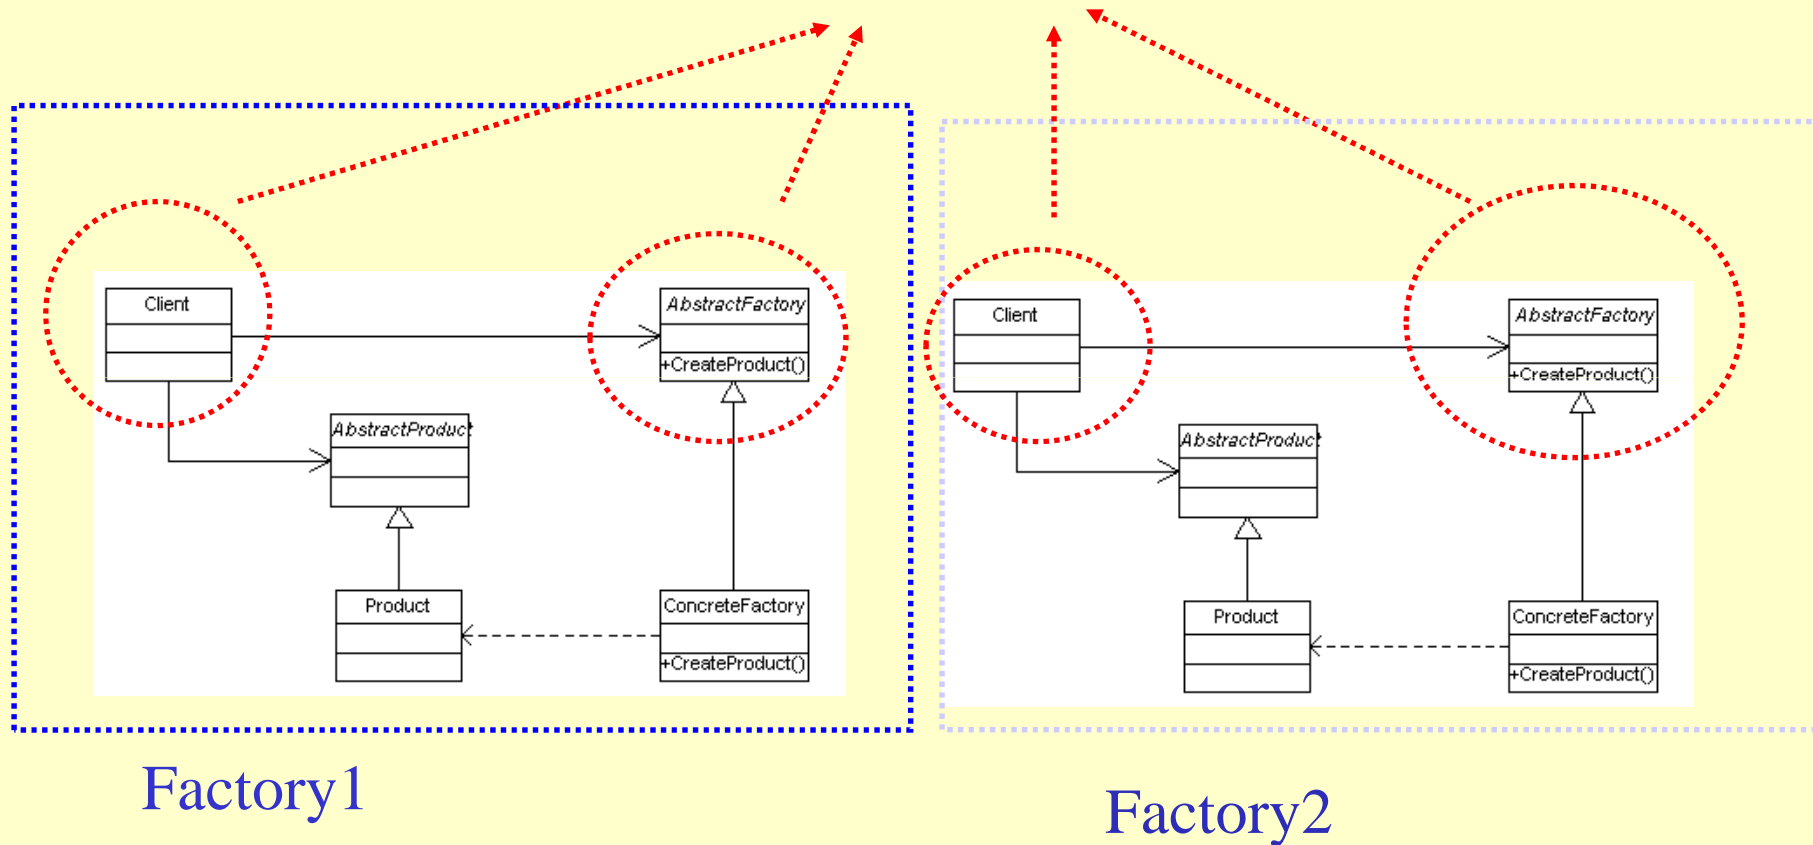 Client
AbstractFactory
+CreateProduct()
AbstractProduct
Product
ConcreteFactory
+CreateProduct()
Factory1
Client
AbstractFactory
+CreateProduct()
AbstractProduct
Product
ConcreteFactory
+CreateProduct()
Factory2